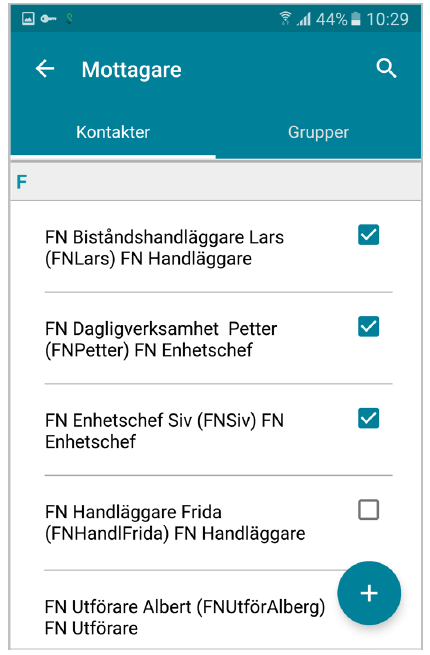 44% 10:29
Mottagare
Kontakter Grupper
F
FN Biståndshandläggare Lars
(FNLars) FN Handläggare
FN Dagligverksamhet Petter
(FNPetter) FN Enhetschef
FN Enhetschef Siv (FNSiv) FN
Enhetschef
FN Handläggare Frida
(FNHandlFrida) FN Handläggare
FN Utförare Albert (FNUtförAlberg)
FN Utförare